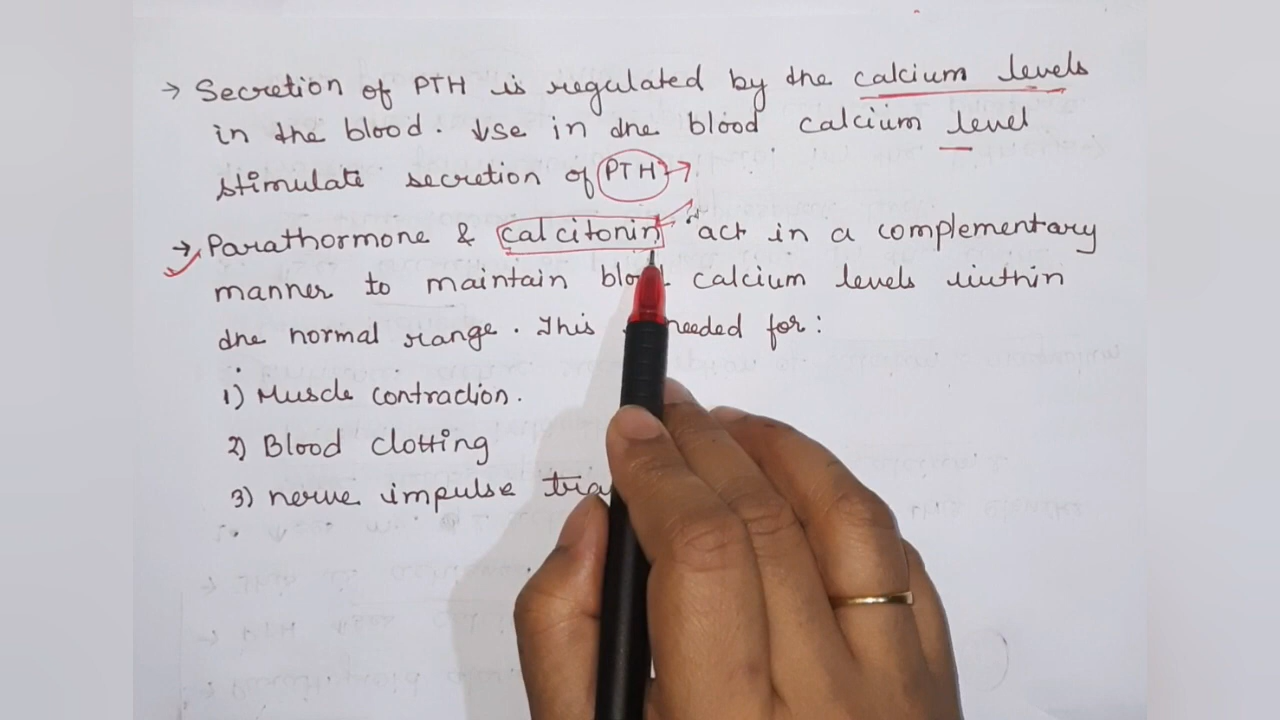 → Secretion of PTH is regulated by the calcium levels
in the blood. ↓se in the blood calcium level
stimulate secretion of PTH →
→ Parathormone & calcitonin act in a complementary
manner to maintain calcium levels within
the normal range. This needed for:
1) Muscle contraction.
2) Blood clotting
3) nerve impulse